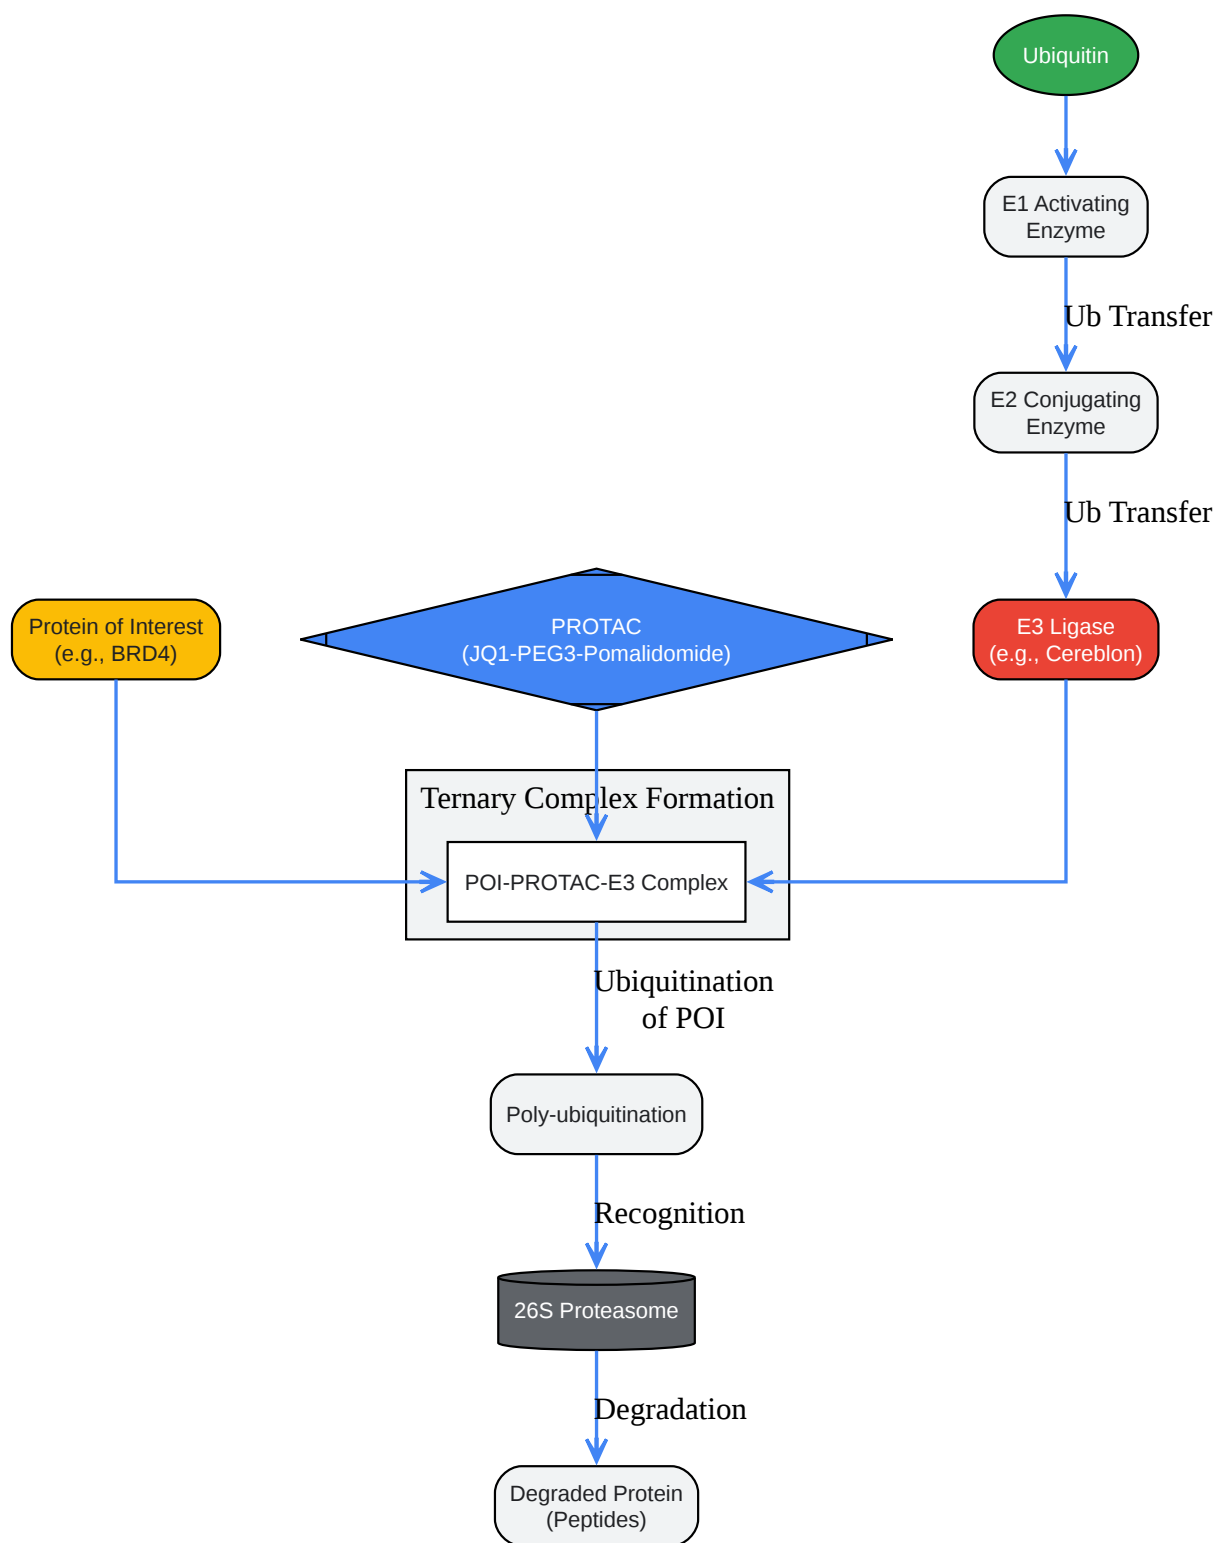 Ubiquitin
E1 Activating
Enzyme
Ub Transfer
E2 Conjugating
Enzyme
Ub Transfer
Protein of Interest
(e.g., BRD4)
PROTAC
(JQ1-PEG3-Pomalidomide)
E3 Ligase
(e.g., Cereblon)
Ternary Complex Formation
POI-PROTAC-E3 Complex
Ubiquitination
of POI
Poly-ubiquitination
Recognition
26S Proteasome
Degradation
Degraded Protein
(Peptides)